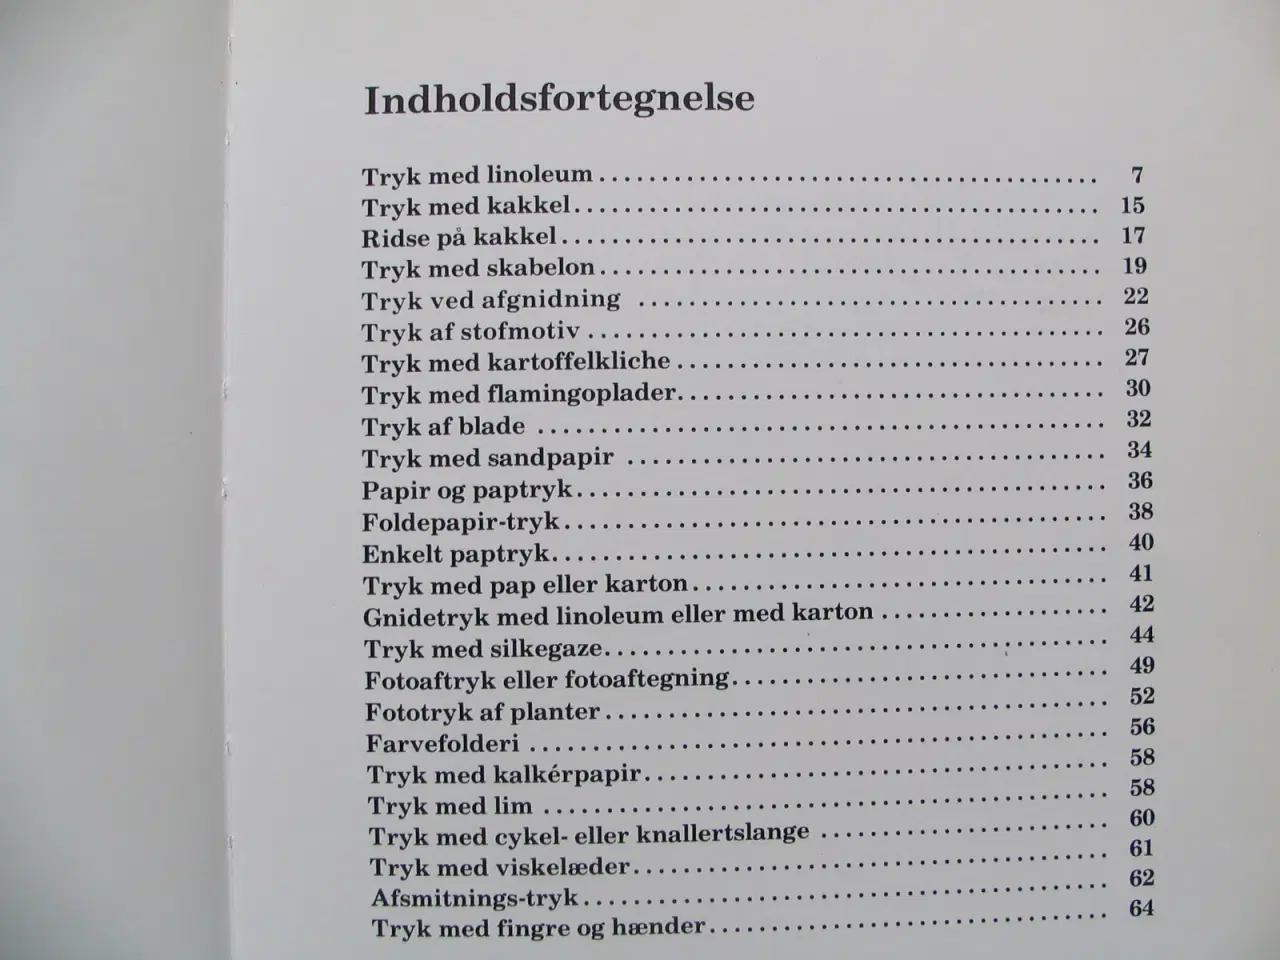 Indholdsfortegnelse
Tryk med linoleum ........................................ 7
Tryk med kakkel .......................................... 15
Ridse på kakkel ........................................... 17
Tryk med skabelon ........................................ 19
Tryk ved afgnidning ...................................... 22
Tryk af stofmotiv ......................................... 26
Tryk med kartoffelkliche .................................. 27
Tryk med flamingoplader .................................. 30
Tryk af blade ............................................. 32
Tryk med sandpapir ...................................... 34
Papir og paptryk .......................................... 36
Foldepapir-tryk ........................................... 38
Enkelt paptryk ............................................ 40
Tryk med pap eller karton ................................. 41
Gnidetryk med linoleum eller med karton .................. 42
Tryk med silkegaze ........................................ 44
Fotoaftryk eller fotoaftegning .............................. 49
Fototryk af planter ........................................ 52
Farvefolderi .............................................. 56
Tryk med kalkérpapir ..................................... 58
Tryk med lim ............................................. 58
Tryk med cykel- eller knallertslange ....................... 60
Tryk med viskelæder ...................................... 61
Afsmitnings-tryk .......................................... 62
Tryk med fingre og hænder ................................ 64